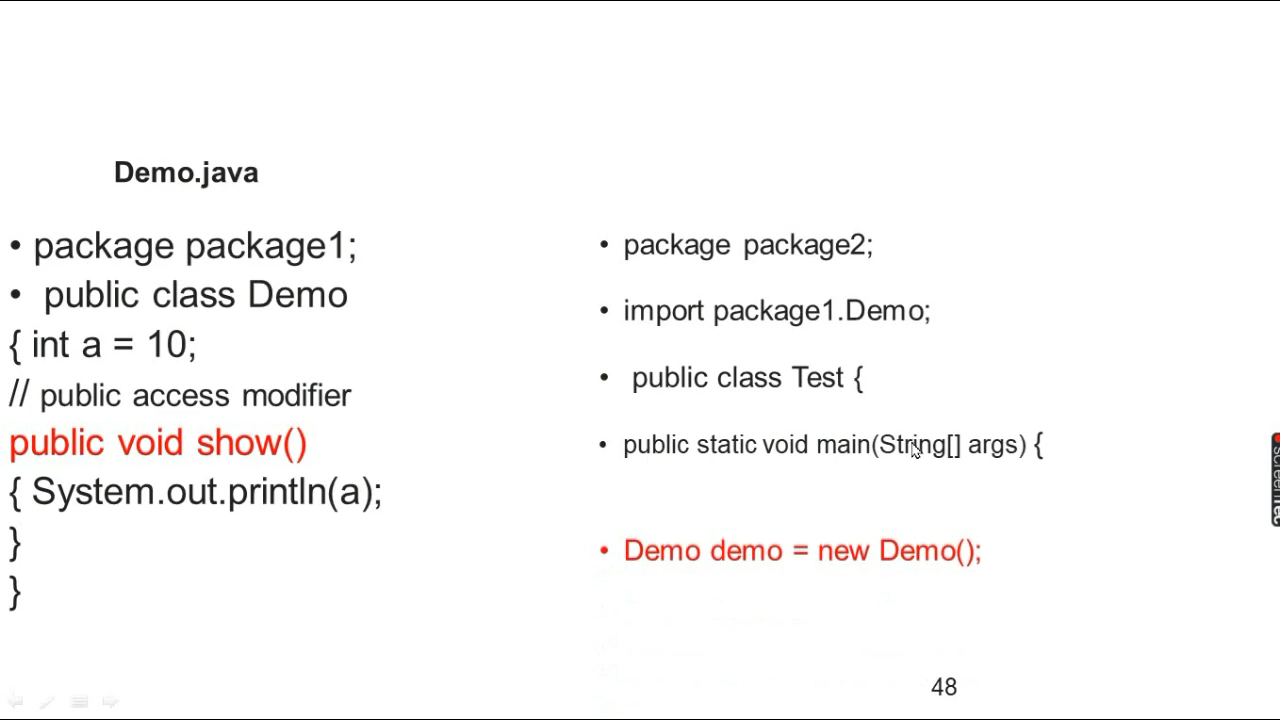 Demo.java
• package package1;
• public class Demo
{ int a = 10;
// public access modifier
public void show()
{ System.out.println(a);
}
}
• package package2;
• import package1.Demo;
• public class Test {
• public static void main(String[] args) {
• Demo demo = new Demo();
48